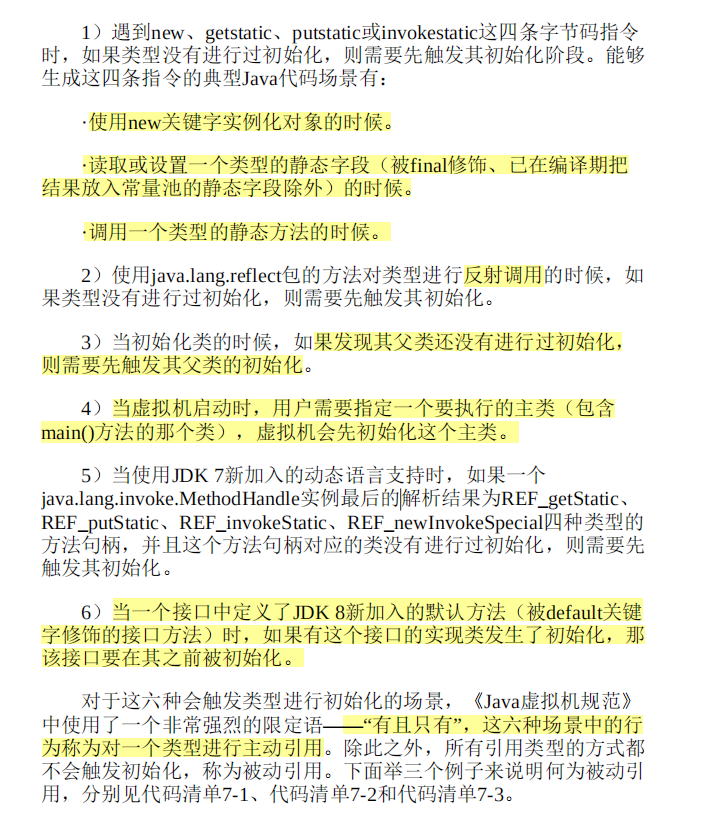 1）遇到new、getstatic、putstatic或invokestatic这四条字节码指令
时，如果类型没有进行过初始化，则需要先触发其初始化阶段。能够
生成这四条指令的典型Java代码场景有：
·使用new关键字实例化对象的时候。
·读取或设置一个类型的静态字段（被final修饰、已在编译期把
结果放入常量池的静态字段除外）的时候。
·调用一个类型的静态方法的时候。
2）使用java.lang.reflect包的方法对类型进行反射调用的时候，如
果类型没有进行过初始化，则需要先触发其初始化。
3）当初始化类的时候，如果发现其父类还没有进行过初始化，
则需要先触发其父类的初始化。
4）当虚拟机启动时，用户需要指定一个要执行的主类（包含
main()方法的那个类），虚拟机会先初始化这个主类。
5）当使用JDK 7新加入的动态语言支持时，如果一个
java.lang.invoke.MethodHandle实例最后的解析结果为REF_getStatic、
REF_putStatic、REF_invokeStatic、REF_newInvokeSpecial四种类型的
方法句柄，并且这个方法句柄对应的类没有进行过初始化，则需要先
触发其初始化。
6）当一个接口中定义了JDK 8新加入的默认方法（被default关键
字修饰的接口方法）时，如果有这个接口的实现类发生了初始化，那
该接口要在其之前被初始化。
对于这六种会触发类型进行初始化的场景，《Java虚拟机规范》
中使用了一个非常强烈的限定语——“有且只有”，这六种场景中的行
为称为对一个类型进行主动引用。除此之外，所有引用类型的方式都
不会触发初始化，称为被动引用。下面举三个例子来说明何为被动引
用，分别见代码清单7-1、代码清单7-2和代码清单7-3。